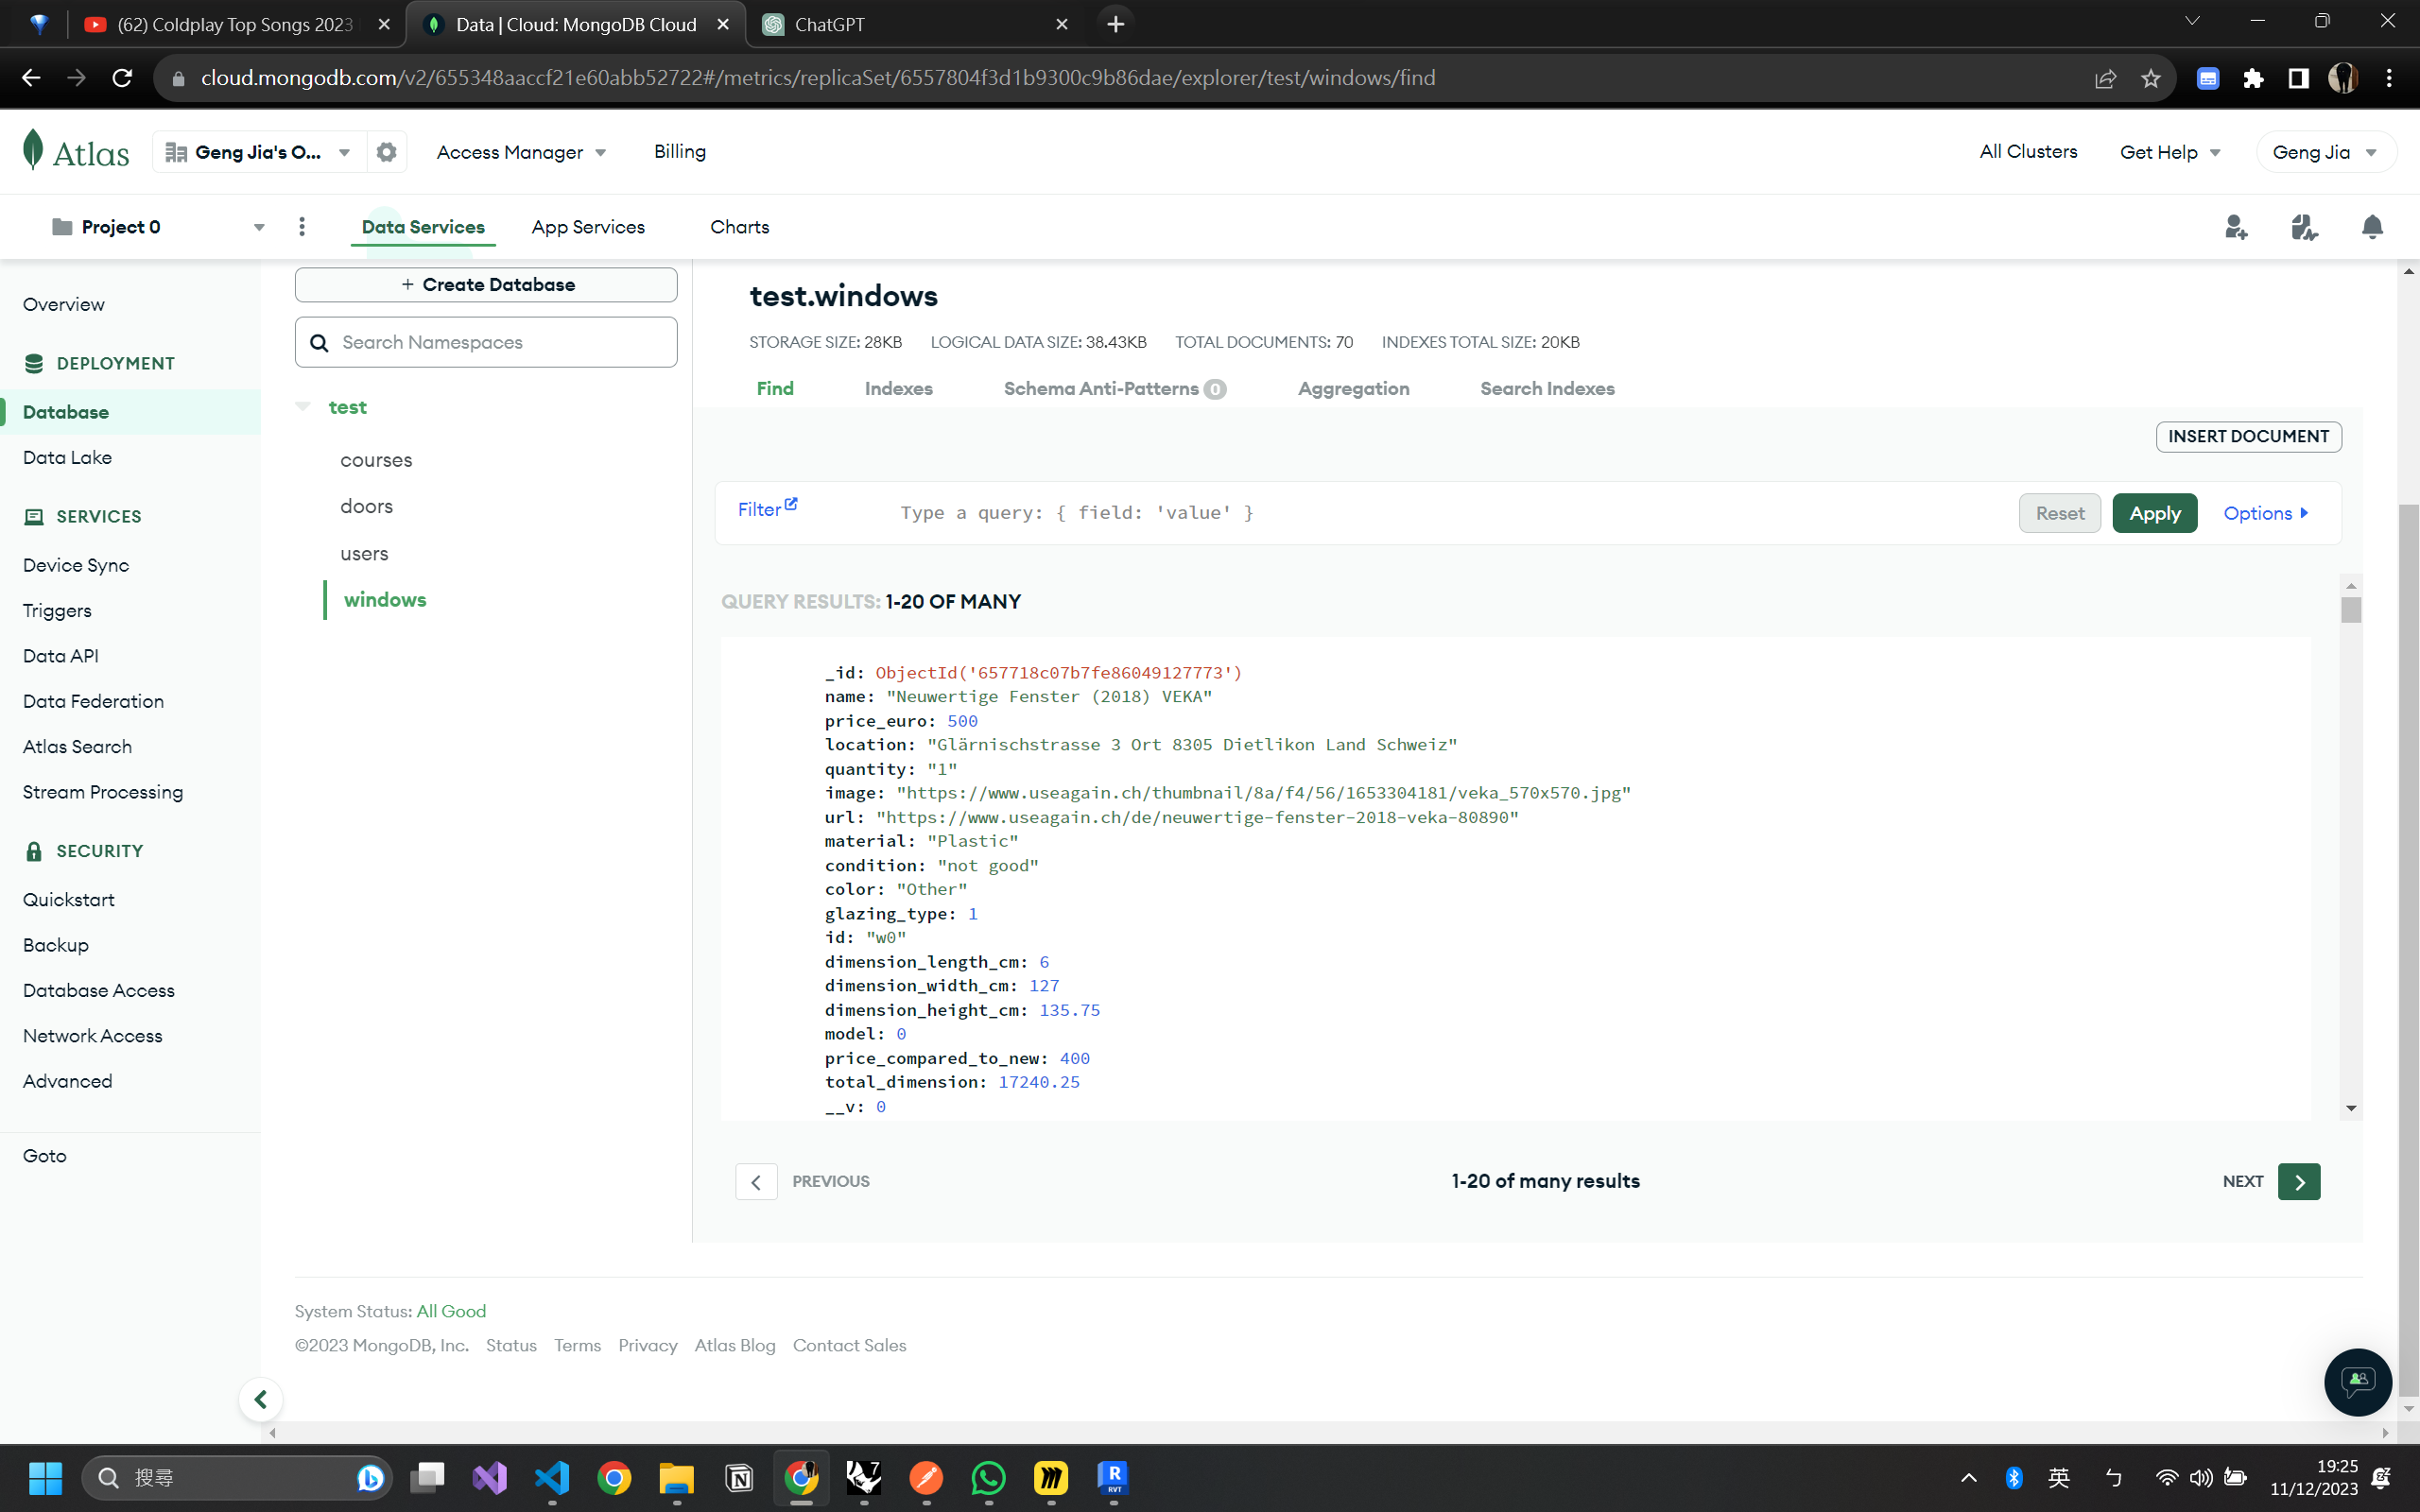 (62) Coldplay Top Songs 2023
Data | Cloud: MongoDB Cloud
ChatGPT
cloud.mongodb.com/v2/655348aaccf21e60abb52722#/metrics/replicaSet/6557804f3d1b9300c9b86dae/explorer/test/windows/find
Atlas
Geng Jia's O...
Access Manager
Billing
All Clusters
Get Help
Geng Jia
Project 0
Data Services
App Services
Charts
Overview
DEPLOYMENT
Database
Data Lake
SERVICES
Device Sync
Triggers
Data API
Data Federation
Atlas Search
Stream Processing
SECURITY
Quickstart
Backup
Database Access
Network Access
Advanced
Goto
+ Create Database
Search Namespaces
test
courses
doors
users
windows
test.windows
STORAGE SIZE: 28KB LOGICAL DATA SIZE: 38.43KB TOTAL DOCUMENTS: 70 INDEXES TOTAL SIZE: 20KB
Find Indexes Schema Anti-Patterns 0 Aggregation Search Indexes
INSERT DOCUMENT
Filter Type a query: { field: 'value' } Reset Apply Options
QUERY RESULTS: 1-20 OF MANY
_id: ObjectId('657718c07b7fe86049127773')
name: "Neuwertige Fenster (2018) VEKA"
price_euro: 500
location: "Glärnischstrasse 3 Ort 8305 Dietlikon Land Schweiz"
quantity: "1"
image: "https://www.useagain.ch/thumbnail/8a/f4/56/1653304181/veka_570x570.jpg"
url: "https://www.useagain.ch/de/neuwertige-fenster-2018-veka-80890"
material: "Plastic"
condition: "not good"
color: "Other"
glazing_type: 1
id: "w0"
dimension_length_cm: 6
dimension_width_cm: 127
dimension_height_cm: 135.75
model: 0
price_compared_to_new: 400
total_dimension: 17240.25
__v: 0
PREVIOUS
1-20 of many results
NEXT
System Status: All Good
©2023 MongoDB, Inc. Status Terms Privacy Atlas Blog Contact Sales
搜尋
7
R
RVT
英
ㄅ
19:25
11/12/2023